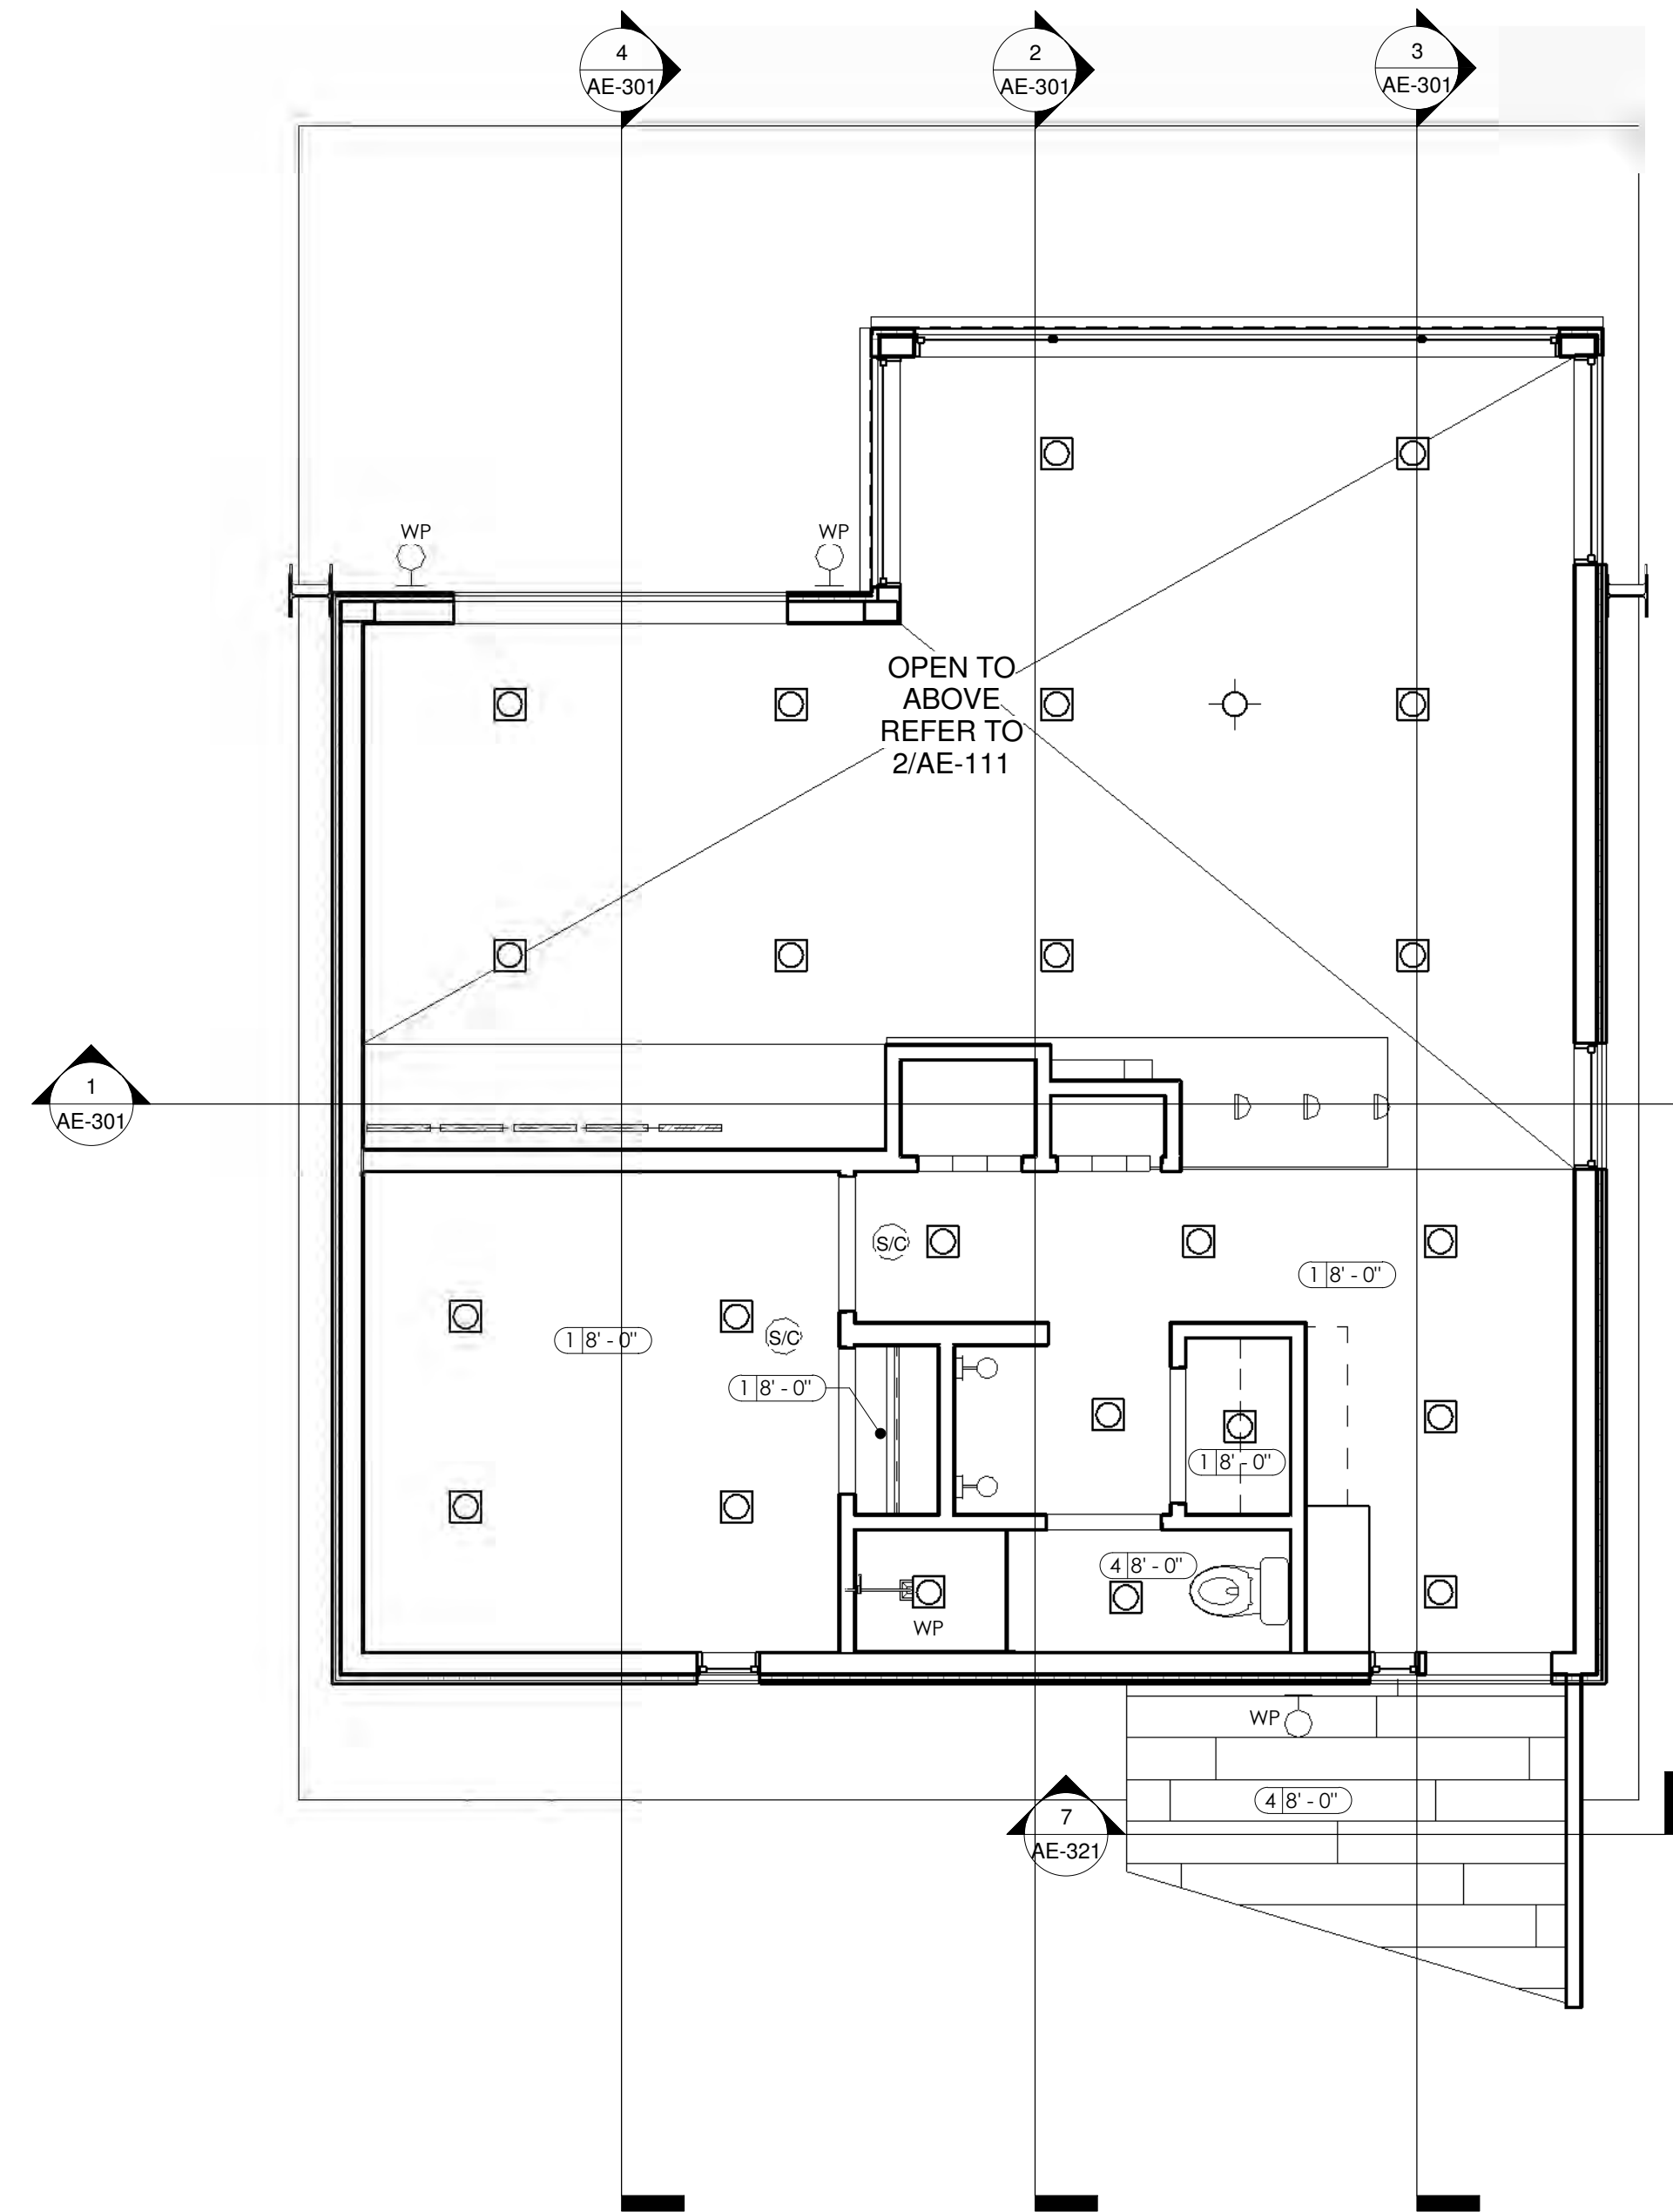 4
AE-301
2
AE-301
3
AE-301
WP
WP
OPEN TO
ABOVE
REFER TO
2/AE-111
1
AE-301
S/C
1 8' - 0"
1 8' - 0"
S/C
1 8' - 0"
1 8' - 0"
4 8' - 0"
WP
WP
4 8' - 0"
7
AE-321